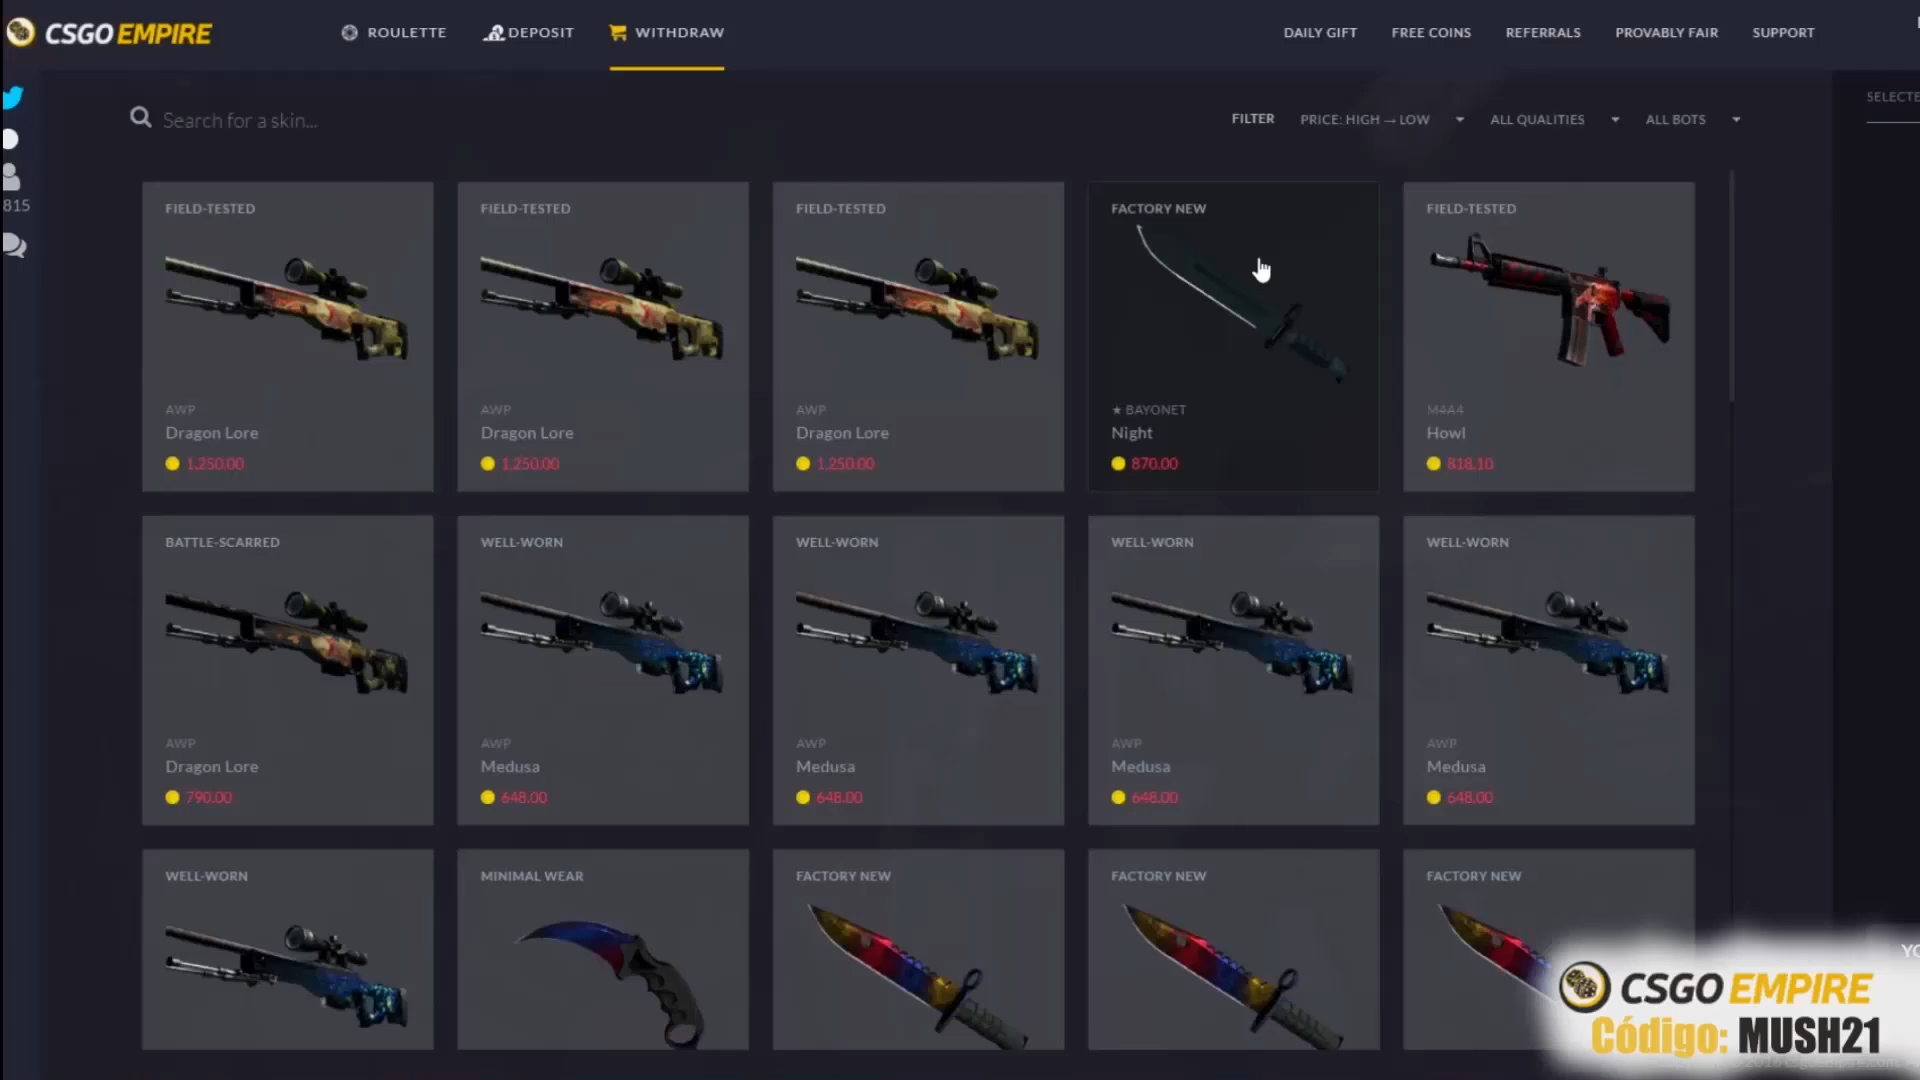 CSGO EMPIRE
ROULETTE
DEPOSIT
WITHDRAW
DAILY GIFT
FREE COINS
REFERRALS
PROVABLY FAIR
SUPPORT
Search for a skin...
FILTER
PRICE: HIGH → LOW
ALL QUALITIES
ALL BOTS
SELECTE
815
FIELD-TESTED
AWP
Dragon Lore
1,250.00
FIELD-TESTED
AWP
Dragon Lore
1,250.00
FIELD-TESTED
AWP
Dragon Lore
1,250.00
FACTORY NEW
★ BAYONET
Night
870.00
FIELD-TESTED
M4A4
Howl
818.10
BATTLE-SCARRED
AWP
Dragon Lore
790.00
WELL-WORN
AWP
Medusa
648.00
WELL-WORN
AWP
Medusa
648.00
WELL-WORN
AWP
Medusa
648.00
WELL-WORN
AWP
Medusa
648.00
WELL-WORN
MINIMAL WEAR
FACTORY NEW
FACTORY NEW
FACTORY NEW
YO
CSGO EMPIRE
Código: MUSH21